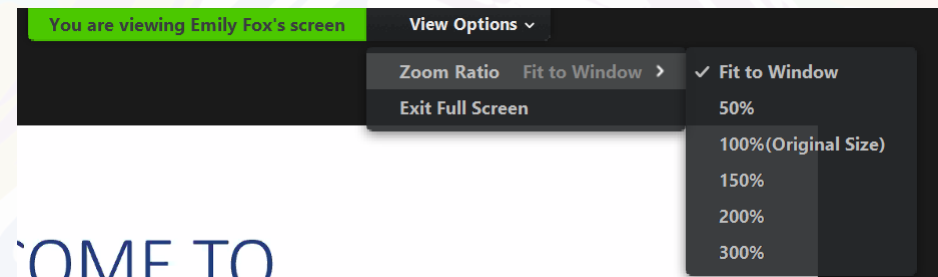 You are viewing Emily Fox's screen View Options
Zoom Ratio Fit to Window
Exit Full Screen
Fit to Window
50%
100%(Original Size)
150%
200%
300%
OME TO